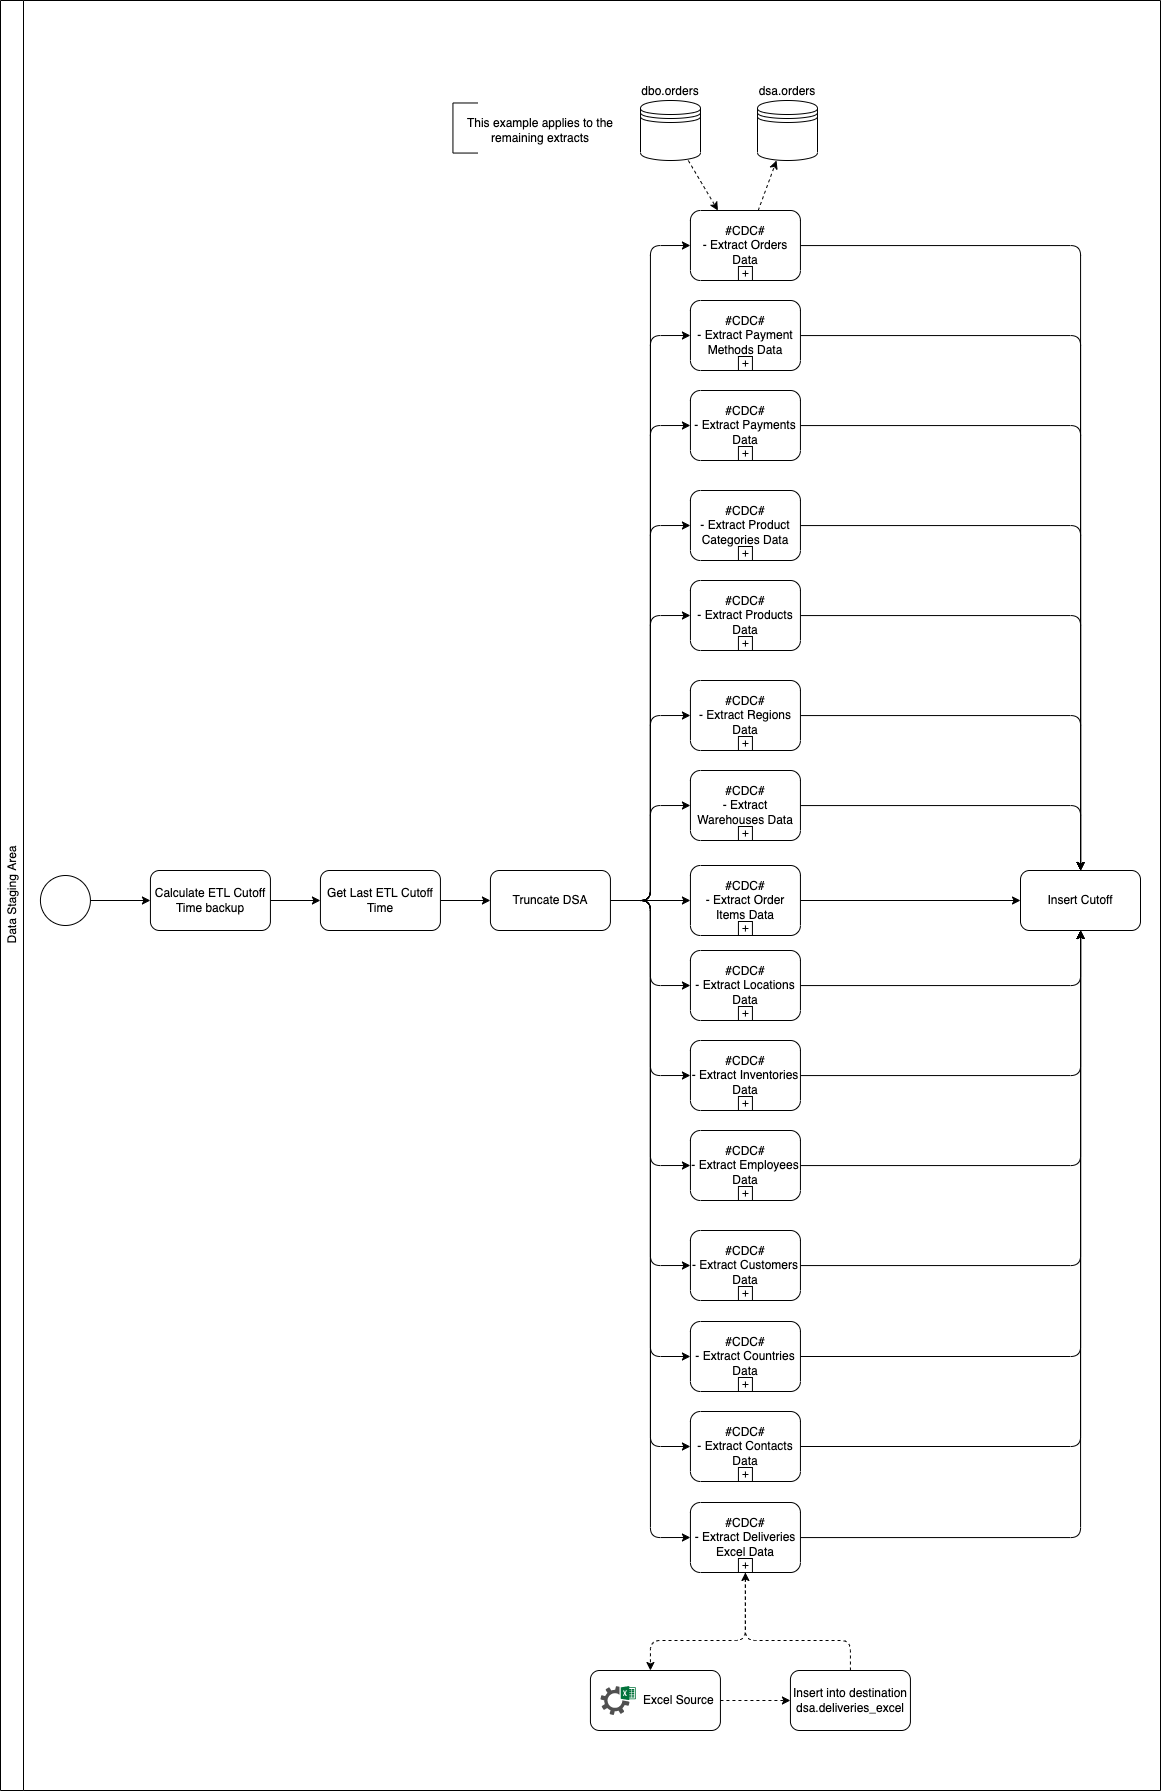 dbo.orders
dsa.orders
This example applies to the
remaining extracts
#CDC#
- Extract Orders
Data
+
#CDC#
- Extract Payment
Methods Data
+
#CDC#
- Extract Payments
Data
+
#CDC#
- Extract Product
Categories Data
+
#CDC#
- Extract Products
Data
+
#CDC#
- Extract Regions
Data
+
#CDC#
- Extract
Warehouses Data
+
Data Staging Area
Calculate ETL Cutoff
Time backup
Get Last ETL Cutoff
Time
Truncate DSA
#CDC#
- Extract Order
Items Data
+
Insert Cutoff
#CDC#
- Extract Locations
Data
+
#CDC#
- Extract Inventories
Data
+
#CDC#
- Extract Employees
Data
+
#CDC#
- Extract Customers
Data
+
#CDC#
- Extract Countries
Data
+
#CDC#
- Extract Contacts
Data
+
#CDC#
- Extract Deliveries
Excel Data
+
X
Excel Source
Insert into destination
dsa.deliveries_excel